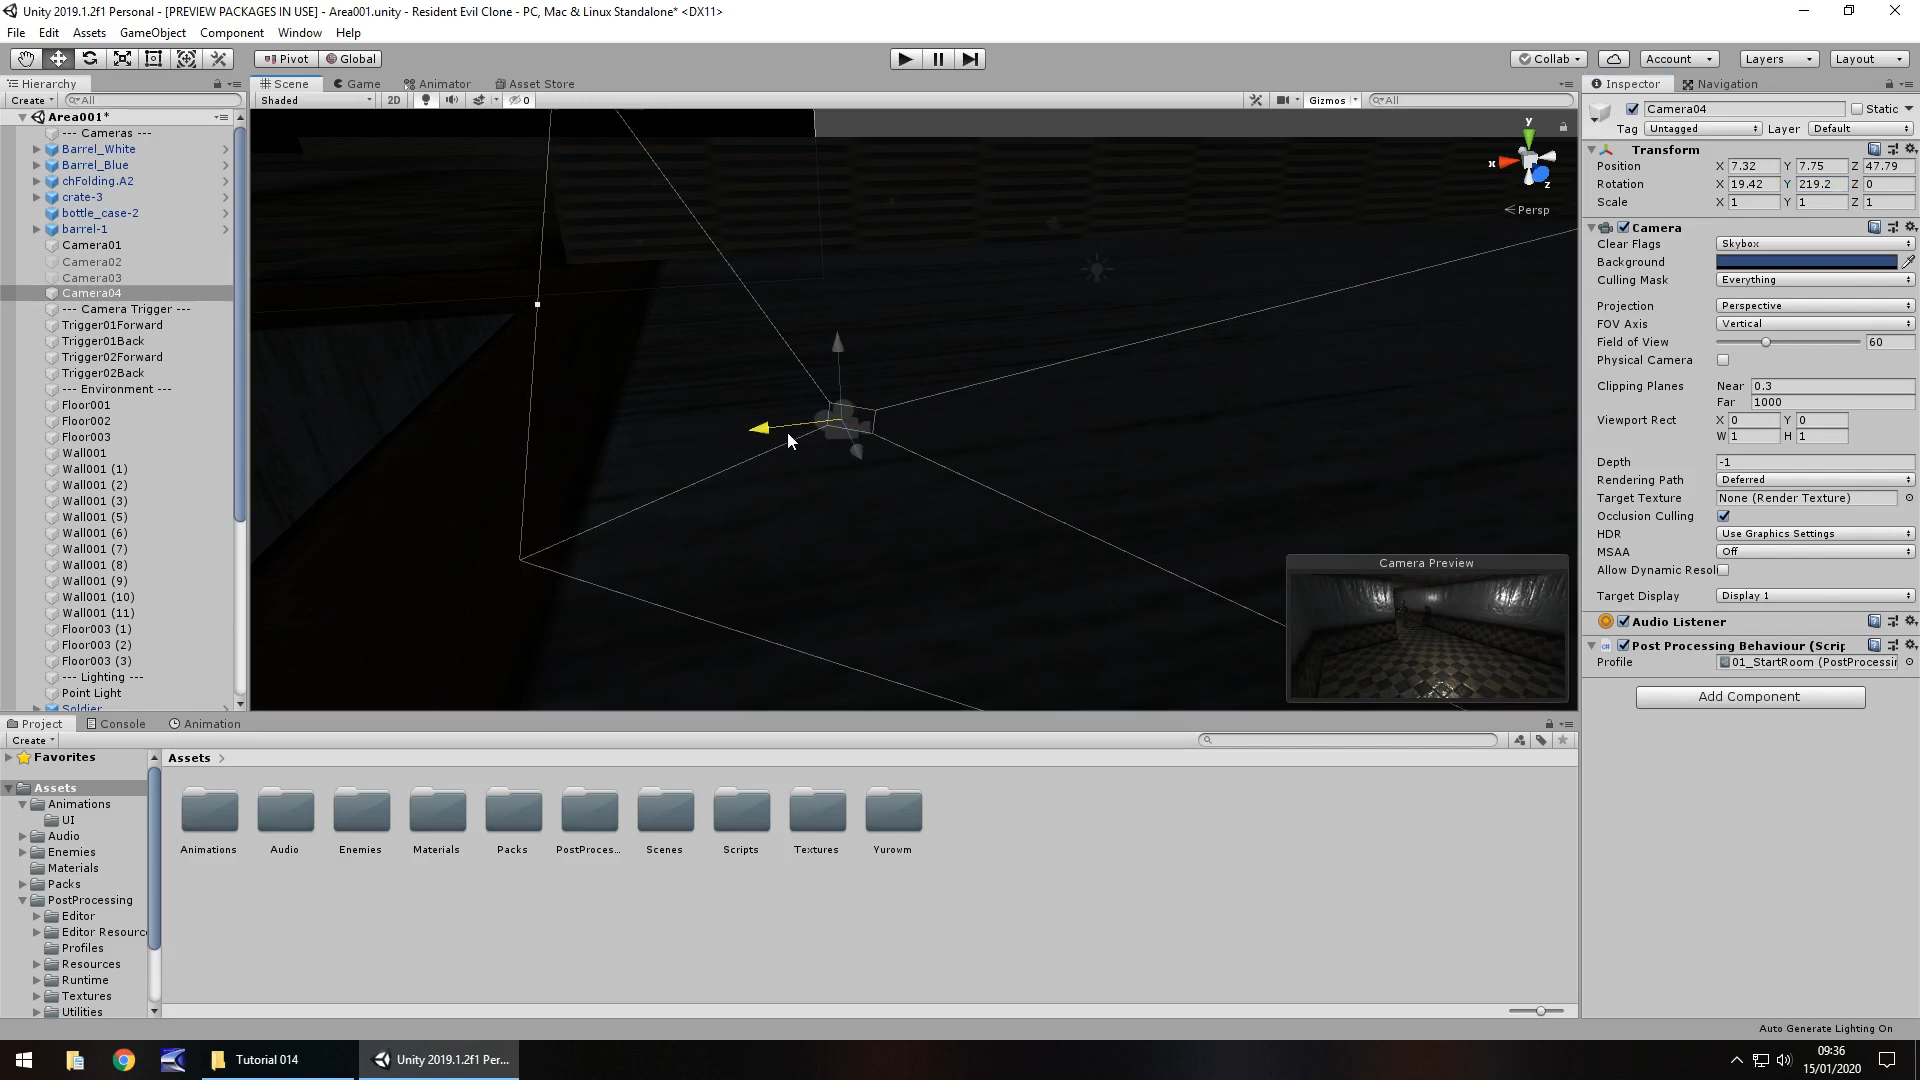 Unity 2019.1.2f1 Personal - [PREVIEW PACKAGES IN USE] - Area001.unity - Resident Evil Clone - PC, Mac & Linux Standalone* <DX11>
File Edit Assets GameObject Component Window Help
Pivot Global Collab Account Layers Layout
Hierarchy Scene Game Animator Asset Store Inspector Navigation
Create All Shaded 2D 0 Gizmos All
Camera04 Static
Tag Untagged Layer Default
Area001*
--- Cameras ---
Barrel_White
Barrel_Blue
chFolding.A2
crate-3
bottle_case-2
barrel-1
Camera01
Camera02
Camera03
Camera04
--- Camera Trigger ---
Trigger01Forward
Trigger01Back
Trigger02Forward
Trigger02Back
--- Environment ---
Floor001
Floor002
Floor003
Wall001
Wall001 (1)
Wall001 (2)
Wall001 (3)
Wall001 (5)
Wall001 (6)
Wall001 (7)
Wall001 (8)
Wall001 (9)
Wall001 (10)
Wall001 (11)
Floor003 (1)
Floor003 (2)
Floor003 (3)
--- Lighting ---
Point Light
Soldier
y
x
z
Persp
Camera Preview
Transform
Position X 7.32 Y 7.75 Z 47.79
Rotation X 19.42 Y 219.2 Z 0
Scale X 1 Y 1 Z 1
Camera
Clear Flags Skybox
Background
Culling Mask Everything
Projection Perspective
FOV Axis Vertical
Field of View 60
Physical Camera
Clipping Planes Near 0.3
Far 1000
Viewport Rect X 0 Y 0
W 1 H 1
Depth -1
Rendering Path Deferred
Target Texture None (Render Texture)
Occlusion Culling
HDR Use Graphics Settings
MSAA Off
Allow Dynamic Resol
Target Display Display 1
Audio Listener
Post Processing Behaviour (Scrip
Profile 01_StartRoom (PostProcessin
Add Component
Project Console Animation
Create
Favorites
Assets
Animations
UI
Audio
Enemies
Materials
Packs
PostProcessing
Editor
Editor Resourc
Profiles
Resources
Runtime
Textures
Utilities
Assets
Animations Audio Enemies Materials Packs PostProces... Scenes Scripts Textures Yurowm
Auto Generate Lighting On
Tutorial 014
Unity 2019.1.2f1 Per...
09:36
15/01/2020